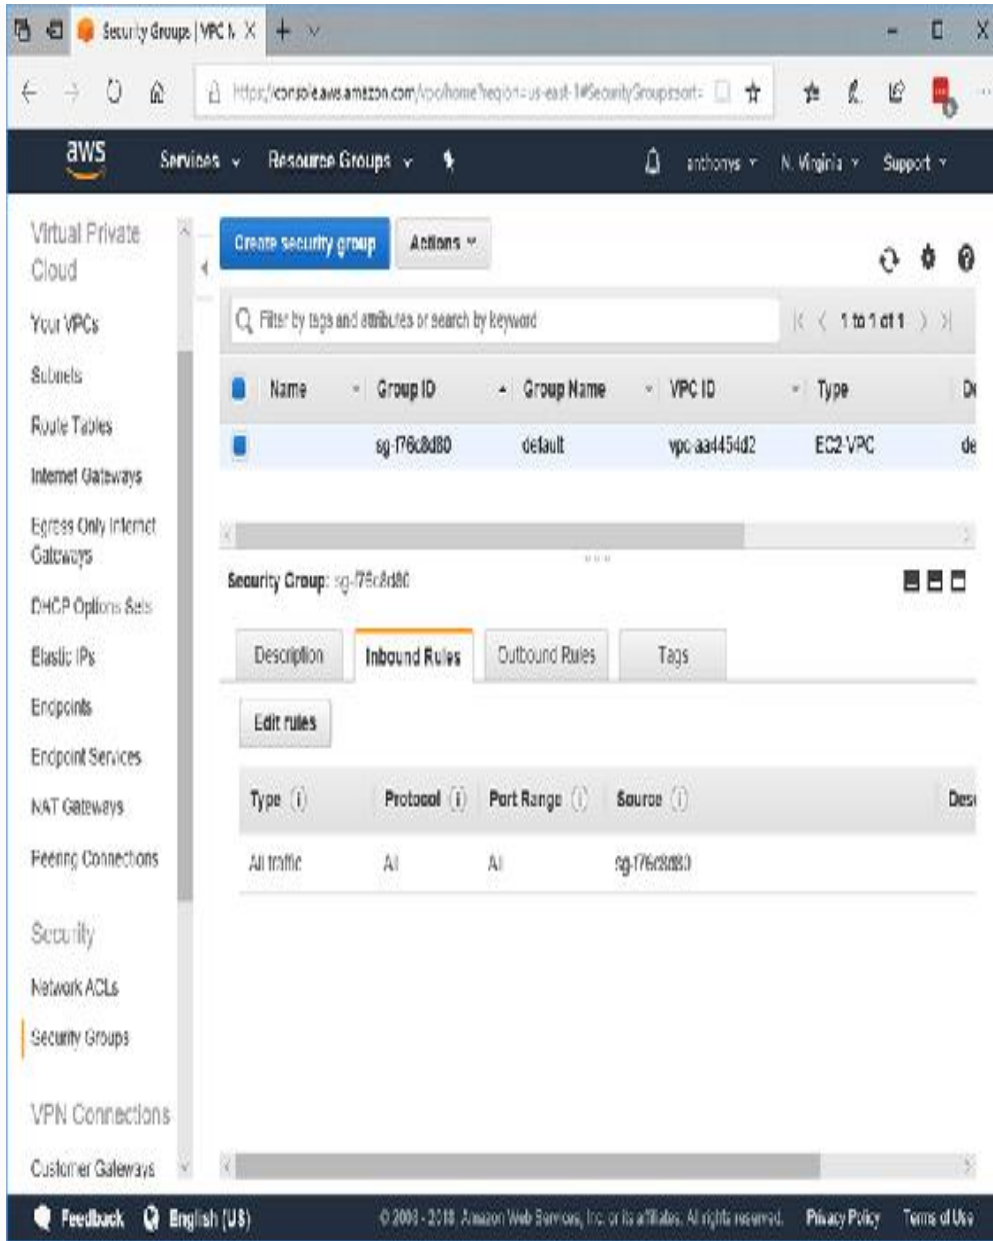 Security Groups | VPC M
https://console.aws.amazon.com/vpc/home?region=us-east-1#SecurityGroups:sort=
aws
Services
Resource Groups
anthonys
N. Virginia
Support
Virtual Private
Cloud
Your VPCs
Subnets
Route Tables
Internet Gateways
Egress Only Internet
Gateways
DHCP Options Sets
Elastic IPs
Endpoints
Endpoint Services
NAT Gateways
Peering Connections
Security
Network ACLs
Security Groups
VPN Connections
Customer Gateways
Create security group
Actions
Filter by tags and attributes or search by keyword
1 to 1 of 1
Name Group ID Group Name VPC ID Type De
sg-f76c8d80 default vpc-aa4454d2 EC2-VPC de
Security Group: sg-f76c8d80
Description
Inbound Rules
Outbound Rules
Tags
Edit rules
Type Protocol Port Range Source Desc
All traffic All All sg-f76c8d80
Feedback
English (US)
© 2008 - 2018, Amazon Web Services, Inc. or its affiliates. All rights reserved.
Privacy Policy
Terms of Use